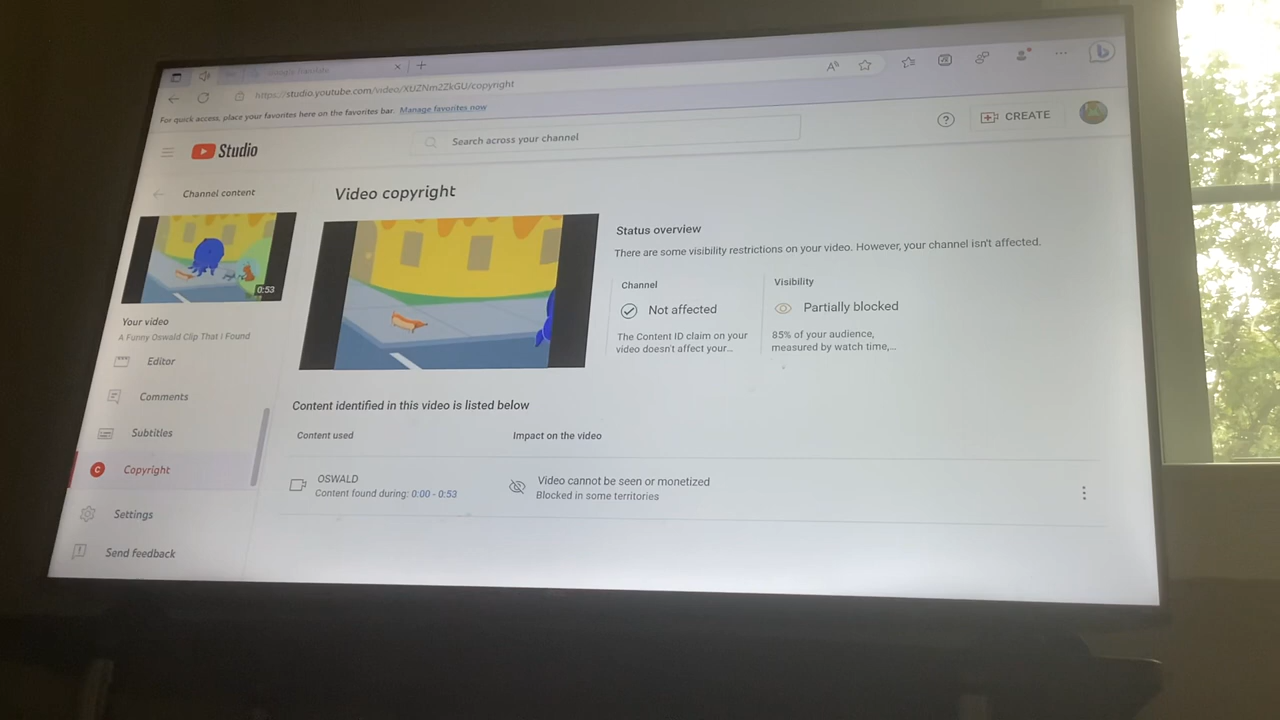 Google Translate
https://studio.youtube.com/video/XtJZNm2ZkGU/copyright
For quick access, place your favorites here on the favorites bar. Manage favorites now
Studio
Search across your channel
CREATE
Channel content
0:53
Your video
A Funny Oswald Clip That I Found
Editor
Comments
Subtitles
Copyright
Settings
Send feedback
Video copyright
Status overview
There are some visibility restrictions on your video. However, your channel isn't affected.
Channel
Not affected
The Content ID claim on your
video doesn't affect your...
Visibility
Partially blocked
85% of your audience,
measured by watch time,...
Content identified in this video is listed below
Content used
Impact on the video
OSWALD
Content found during: 0:00 - 0:53
Video cannot be seen or monetized
Blocked in some territories